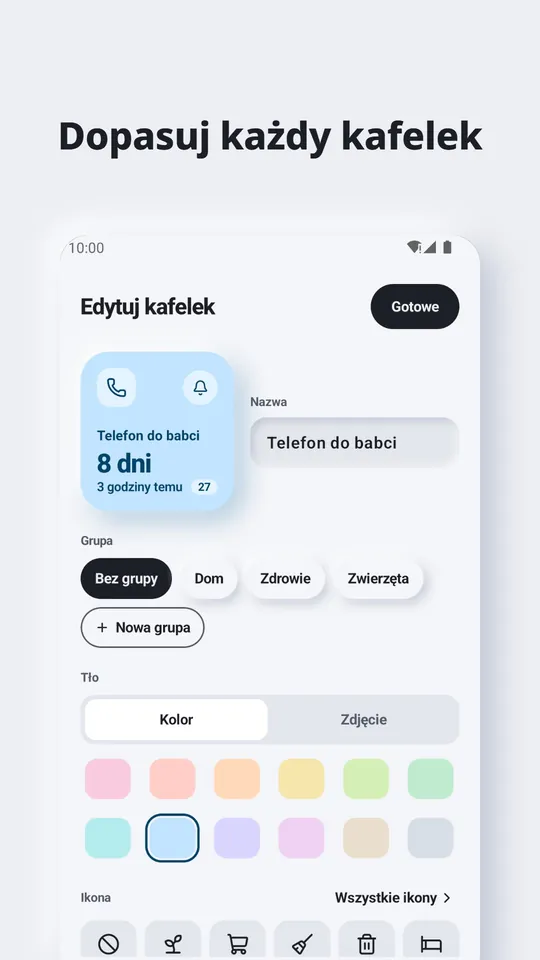 Dopasuj każdy kafelek
10:00
Edytuj kafelek
Gotowe
Telefon do babci
8 dni
3 godziny temu 27
Nazwa
Telefon do babci
Grupa
Bez grupy Dom Zdrowie Zwierzęta
+ Nowa grupa
Tło
Kolor Zdjęcie
Ikona Wszystkie ikony